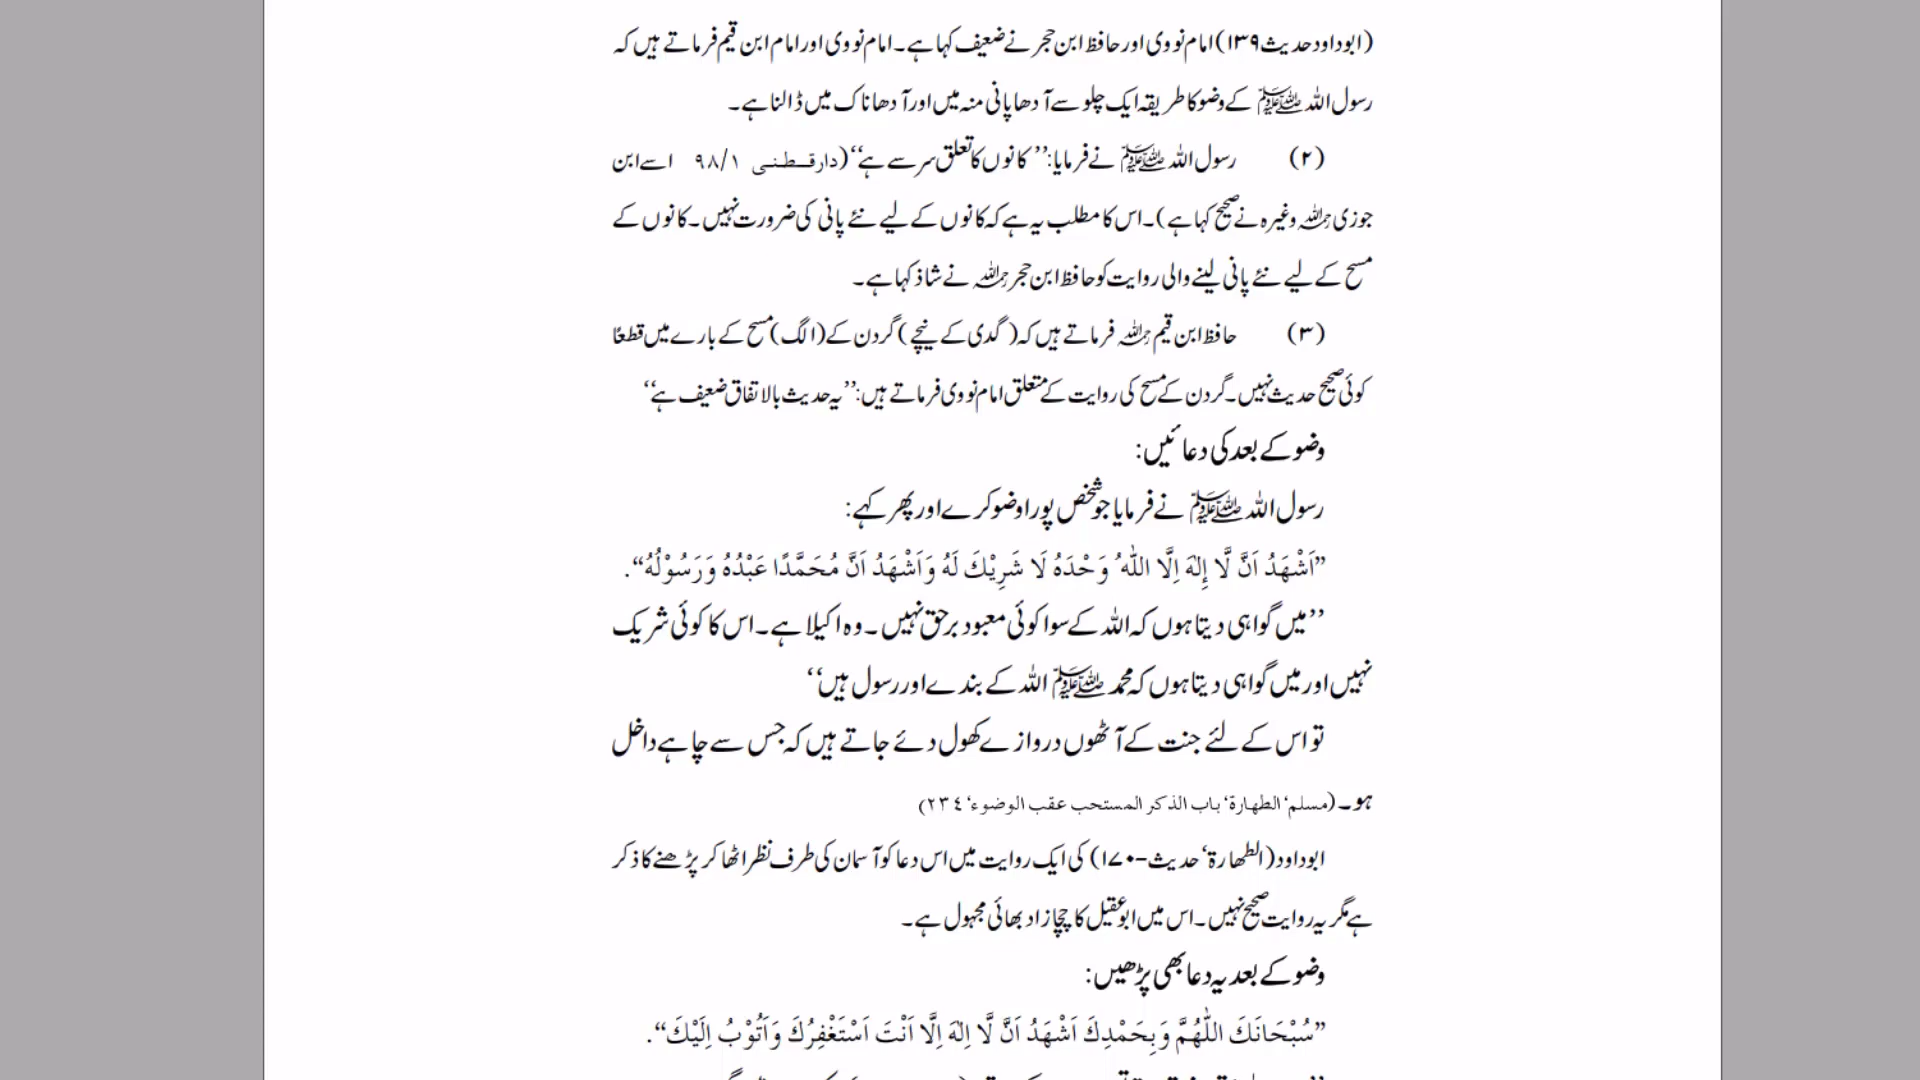 (ابوداود حدیث ۱۳۹) امام نووی اور حافظ ابن حجر نے ضعیف کہا ہے۔ امام نووی اور امام ابن قیم فرماتے ہیں کہ
رسول اللہ ﷺ کے وضو کا طریقہ ایک چلو سے آدھا پانی منہ میں اور آدھا ناک میں ڈالنا ہے۔
(۲) رسول اللہ ﷺ نے فرمایا: ’’کانوں کا تعلق سر سے ہے‘‘ (دارقطنی ۹۸/۱ اسے ابن
جوزی رحمہ اللہ وغیرہ نے صحیح کہا ہے)۔ اس کا مطلب یہ ہے کہ کانوں کے لیے نئے پانی کی ضرورت نہیں۔ کانوں کے
مسح کے لیے نئے پانی لینے والی روایت کو حافظ ابن حجر رحمہ اللہ نے شاذ کہا ہے۔
(۳) حافظ ابن قیم رحمہ اللہ فرماتے ہیں کہ (گدی کے نیچے) گردن کے (الگ) مسح کے بارے میں قطعًا
کوئی صحیح حدیث نہیں۔ گردن کے مسح کی روایت کے متعلق امام نووی فرماتے ہیں: ’’یہ حدیث بالاتفاق ضعیف ہے‘‘
وضو کے بعد کی دعائیں:
رسول اللہ ﷺ نے فرمایا جو شخص پورا وضو کرے اور پھر کہے:
”اَشْهَدُ اَنَّ لَّا إِلٰهَ اِلَّا اللّٰهُ وَحْدَهُ لَا شَرِيْكَ لَهُ وَاَشْهَدُ اَنَّ مُحَمَّدًا عَبْدُهُ وَرَسُوْلُهُ“.
’’میں گواہی دیتا ہوں کہ اللہ کے سوا کوئی معبود برحق نہیں۔ وہ اکیلا ہے۔ اس کا کوئی شریک
نہیں اور میں گواہی دیتا ہوں کہ محمد ﷺ اللہ کے بندے اور رسول ہیں‘‘
تو اس کے لئے جنت کے آٹھوں دروازے کھول دئے جاتے ہیں کہ جس سے چاہے داخل
ہو۔ (مسلم‘ الطهارة‘ باب الذكر المستحب عقب الوضوء‘ ٢٣٤)
ابوداود (الطھارۃ‘ حدیث-۱۷۰) کی ایک روایت میں اس دعا کو آسمان کی طرف نظر اٹھا کر پڑھنے کا ذکر
ہے مگر یہ روایت صحیح نہیں۔ اس میں ابو عقیل کا چچا زاد بھائی مجہول ہے۔
وضو کے بعد یہ دعا بھی پڑھیں:
”سُبْحَانَكَ اللّٰهُمَّ وَبِحَمْدِكَ اَشْهَدُ اَنَّ لَّا اِلٰهَ اِلَّا اَنْتَ اَسْتَغْفِرُكَ وَاَتُوْبُ اِلَيْكَ“.